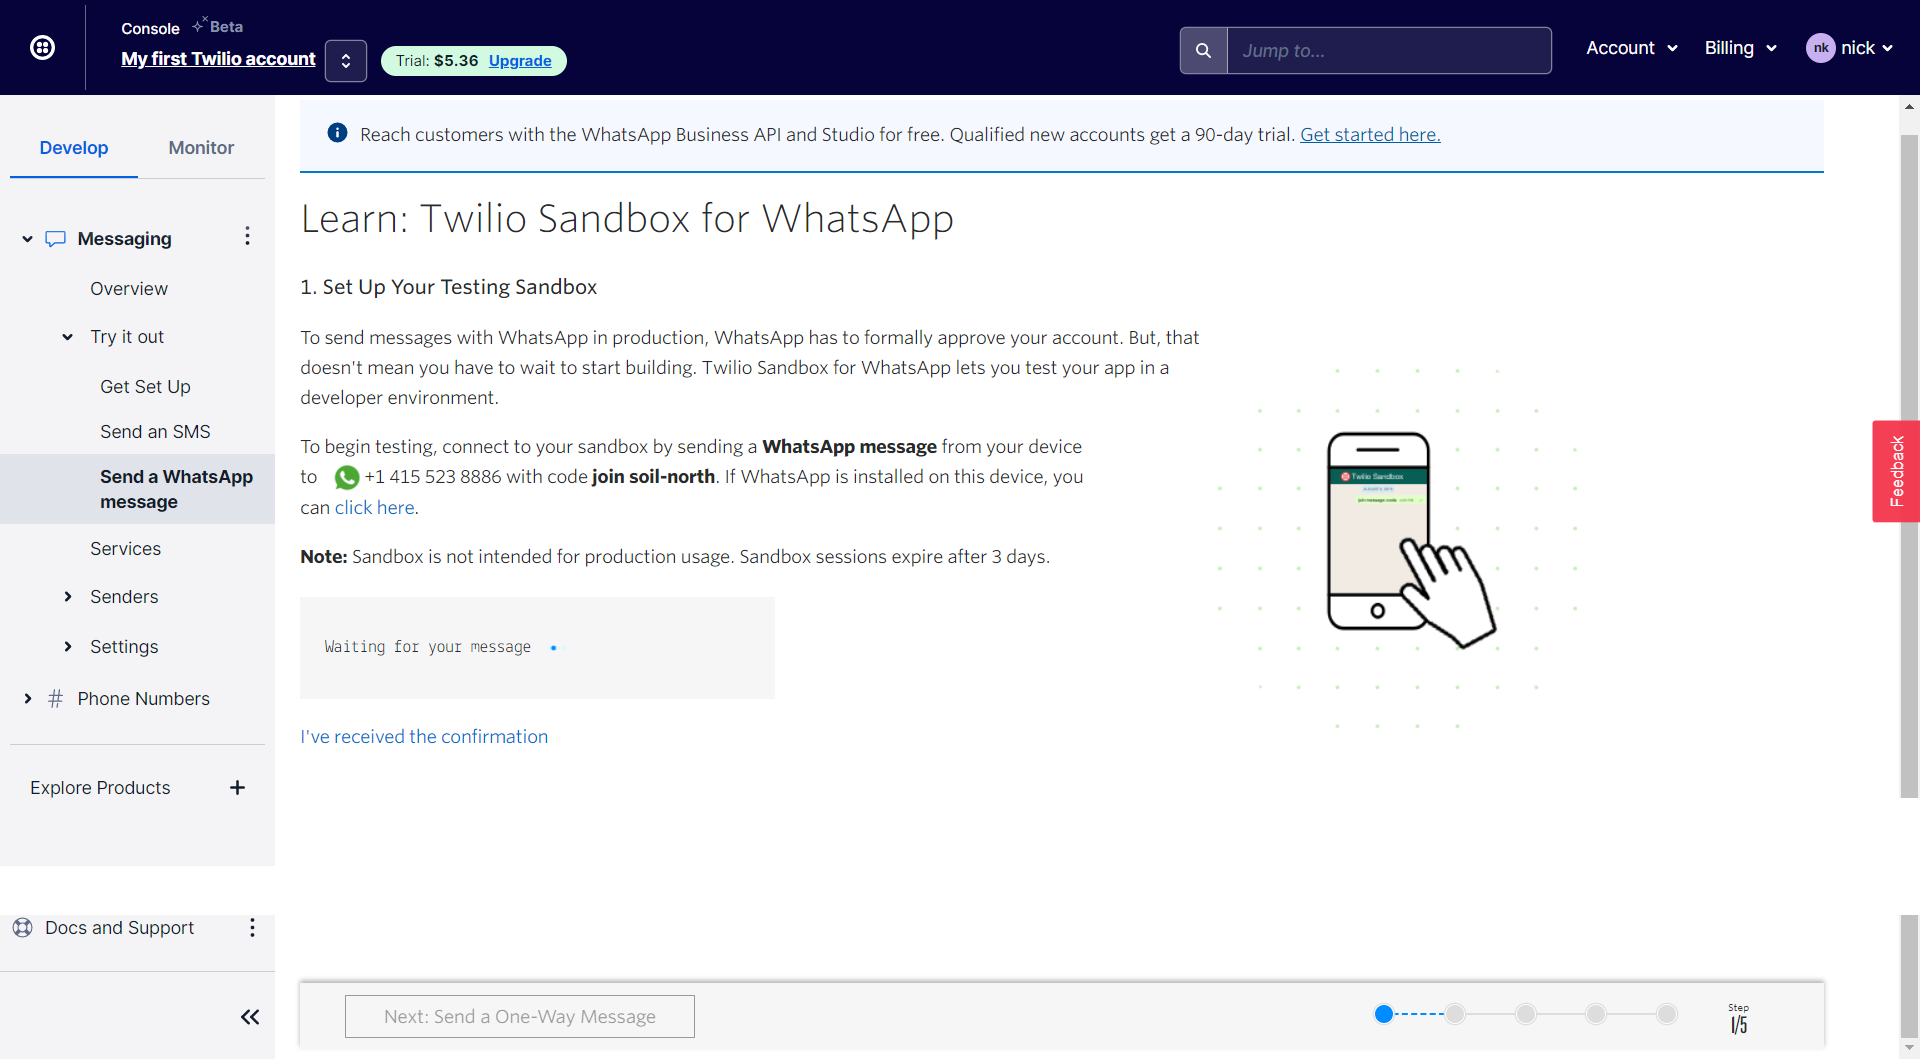 Console Beta
My first Twilio account
Trial: $5.36 Upgrade
Jump to...
Account
Billing
nk nick
Develop
Monitor
Messaging
Overview
Try it out
Get Set Up
Send an SMS
Send a WhatsApp
message
Services
Senders
Settings
# Phone Numbers
Explore Products
Docs and Support
Reach customers with the WhatsApp Business API and Studio for free. Qualified new accounts get a 90-day trial. Get started here.
Learn: Twilio Sandbox for WhatsApp
1. Set Up Your Testing Sandbox
To send messages with WhatsApp in production, WhatsApp has to formally approve your account. But, that
doesn't mean you have to wait to start building. Twilio Sandbox for WhatsApp lets you test your app in a
developer environment.
To begin testing, connect to your sandbox by sending a WhatsApp message from your device
to +1 415 523 8886 with code join soil-north. If WhatsApp is installed on this device, you
can click here.
Note: Sandbox is not intended for production usage. Sandbox sessions expire after 3 days.
Waiting for your message
I've received the confirmation
Twilio Sandbox
Feedback
Next: Send a One-Way Message
Step
1/5